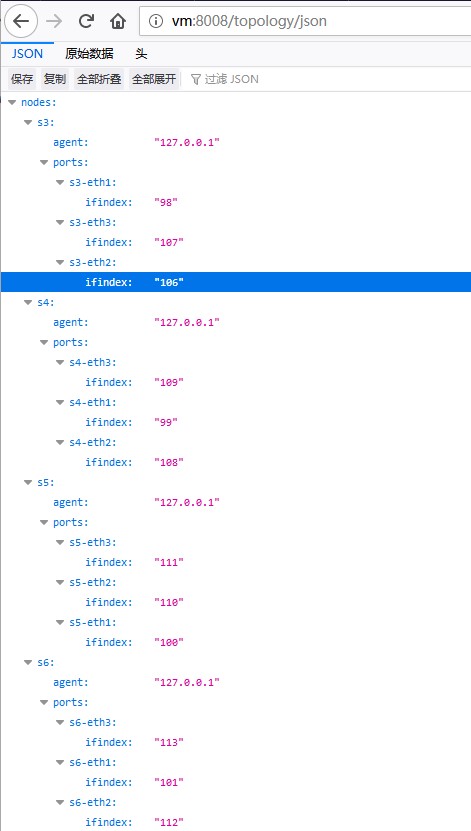 vm:8008/topology/json
JSON 原始数据 头
保存 复制 全部折叠 全部展开 过滤 JSON
nodes:
s3:
agent: "127.0.0.1"
ports:
s3-eth1:
ifindex: "98"
s3-eth3:
ifindex: "107"
s3-eth2:
ifindex: "106"
s4:
agent: "127.0.0.1"
ports:
s4-eth3:
ifindex: "109"
s4-eth1:
ifindex: "99"
s4-eth2:
ifindex: "108"
s5:
agent: "127.0.0.1"
ports:
s5-eth3:
ifindex: "111"
s5-eth2:
ifindex: "110"
s5-eth1:
ifindex: "100"
s6:
agent: "127.0.0.1"
ports:
s6-eth3:
ifindex: "113"
s6-eth1:
ifindex: "101"
s6-eth2:
ifindex: "112"